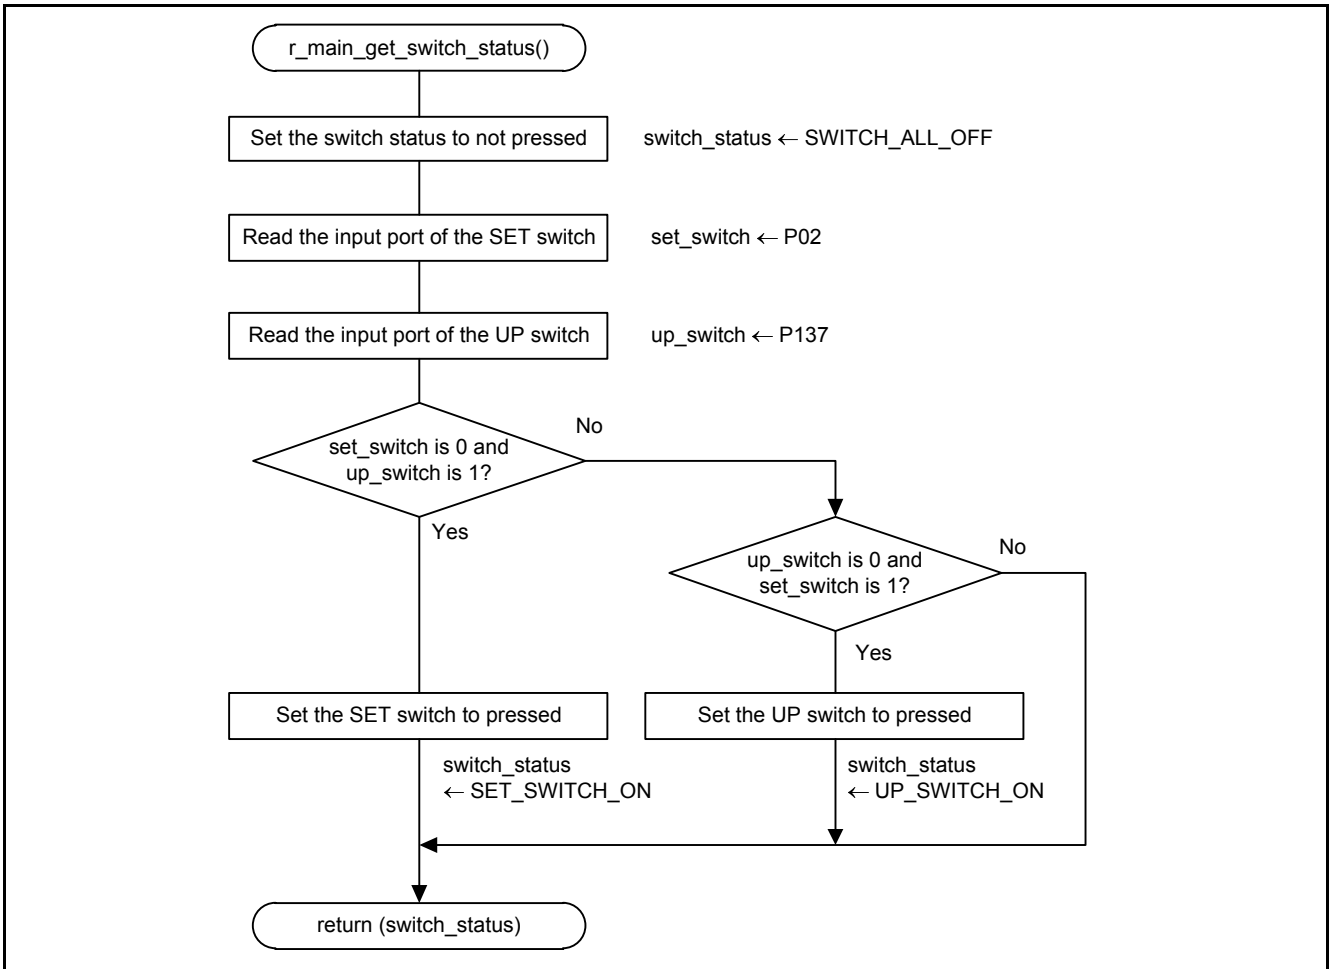 r_main_get_switch_status()
Set the switch status to not pressed
switch_status ← SWITCH_ALL_OFF
Read the input port of the SET switch
set_switch ← P02
Read the input port of the UP switch
up_switch ← P137
set_switch is 0 and
up_switch is 1?
No
Yes
up_switch is 0 and
set_switch is 1?
No
Yes
Set the SET switch to pressed
Set the UP switch to pressed
switch_status
← SET_SWITCH_ON
switch_status
← UP_SWITCH_ON
return (switch_status)